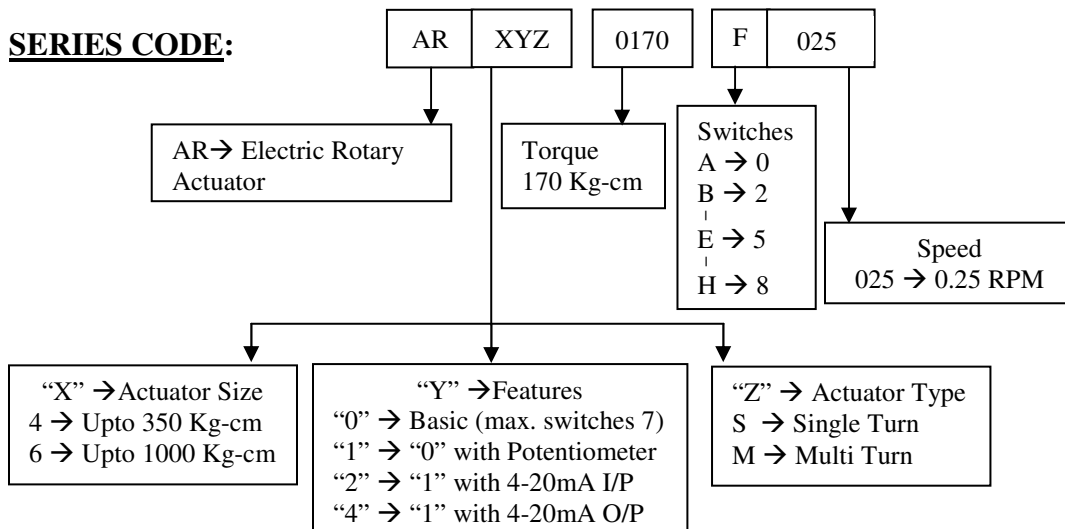 SERIES CODE:
AR XYZ 0170 F 025
AR→ Electric Rotary
Actuator
Torque
170 Kg-cm
Switches
A → 0
B → 2
E → 5
H → 8
Speed
025 → 0.25 RPM
“X” →Actuator Size
4 → Upto 350 Kg-cm
6 → Upto 1000 Kg-cm
“Y” →Features
“0” → Basic (max. switches 7)
“1” → “0” with Potentiometer
“2” → “1” with 4-20mA I/P
“4” → “1” with 4-20mA O/P
“Z” → Actuator Type
S → Single Turn
M → Multi Turn